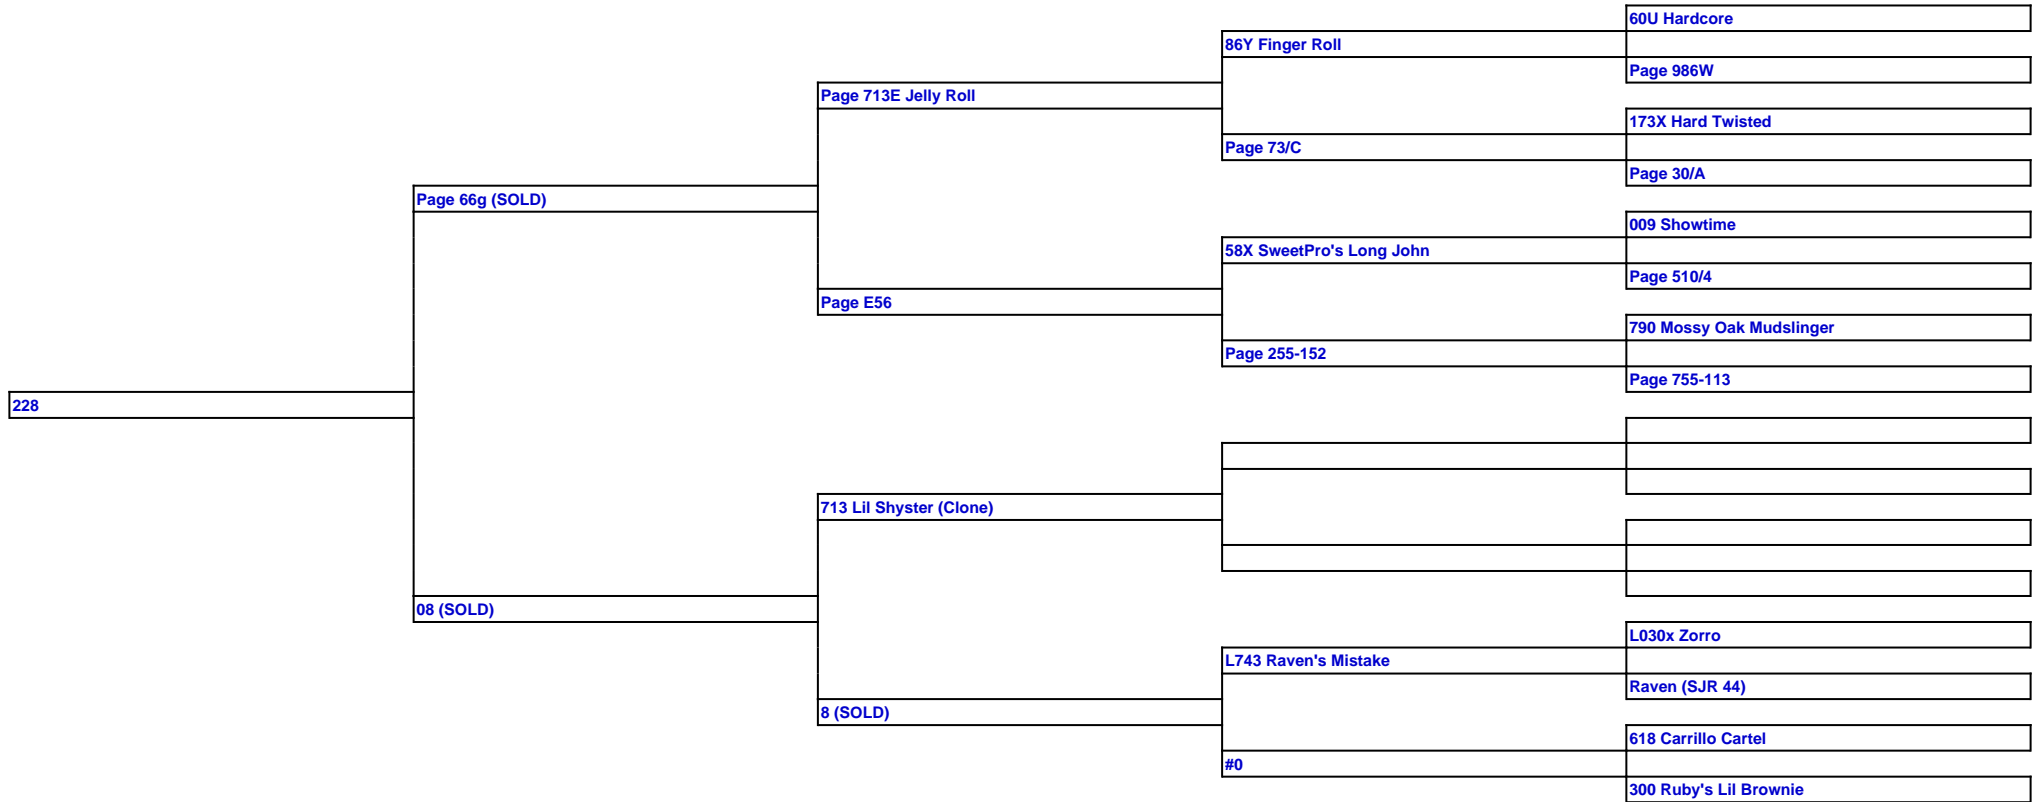 60U Hardcore
86Y Finger Roll
Page 986W
Page 713E Jelly Roll
173X Hard Twisted
Page 73/C
Page 30/A
Page 66g (SOLD)
009 Showtime
58X SweetPro's Long John
Page 510/4
Page E56
790 Mossy Oak Mudslinger
Page 255-152
Page 755-113
228
713 Lil Shyster (Clone)
08 (SOLD)
L030x Zorro
L743 Raven's Mistake
Raven (SJR 44)
8 (SOLD)
618 Carrillo Cartel
#0
300 Ruby's Lil Brownie